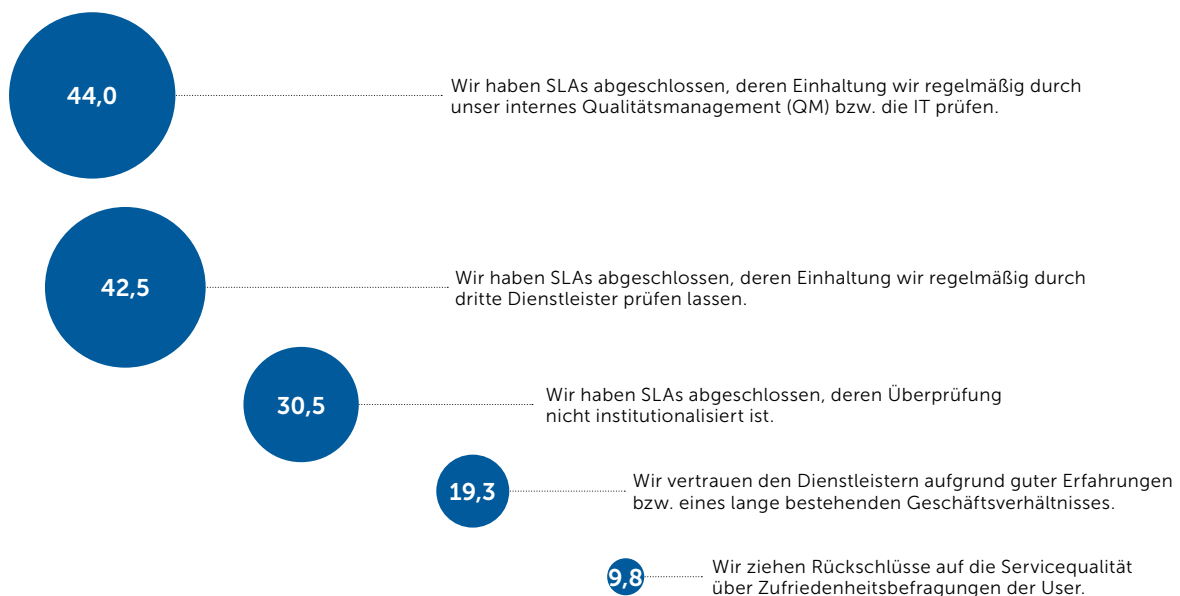 44,0
Wir haben SLAs abgeschlossen, deren Einhaltung wir regelmäßig durch
unser internes Qualitätsmanagement (QM) bzw. die IT prüfen.
42,5
Wir haben SLAs abgeschlossen, deren Einhaltung wir regelmäßig durch
dritte Dienstleister prüfen lassen.
30,5
Wir haben SLAs abgeschlossen, deren Überprüfung
nicht institutionalisiert ist.
19,3
Wir vertrauen den Dienstleistern aufgrund guter Erfahrungen
bzw. eines lange bestehenden Geschäftsverhältnisses.
9,8
Wir ziehen Rückschlüsse auf die Servicequalität
über Zufriedenheitsbefragungen der User.